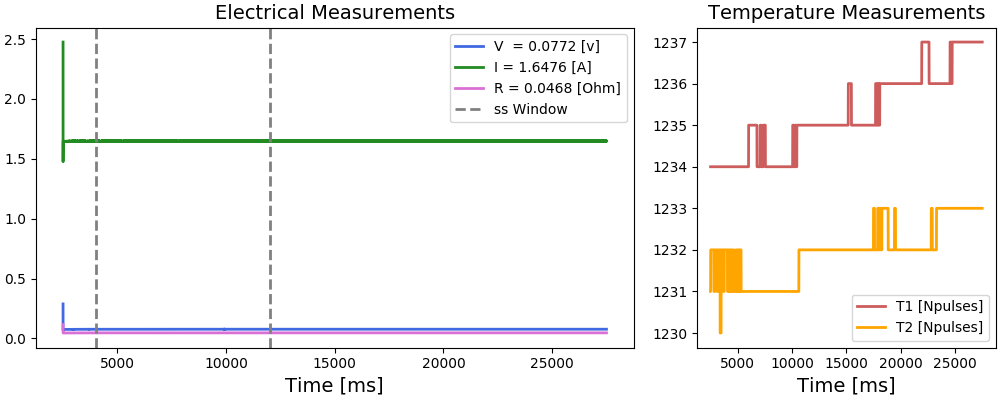 Electrical Measurements
2.5
2.0
1.5
1.0
0.5
0.0
5000 10000 15000 20000 25000
Time [ms]
V = 0.0772 [v]
I = 1.6476 [A]
R = 0.0468 [Ohm]
ss Window
Temperature Measurements
1237
1236
1235
1234
1233
1232
1231
1230
5000 10000 15000 20000 25000
Time [ms]
T1 [Npulses]
T2 [Npulses]